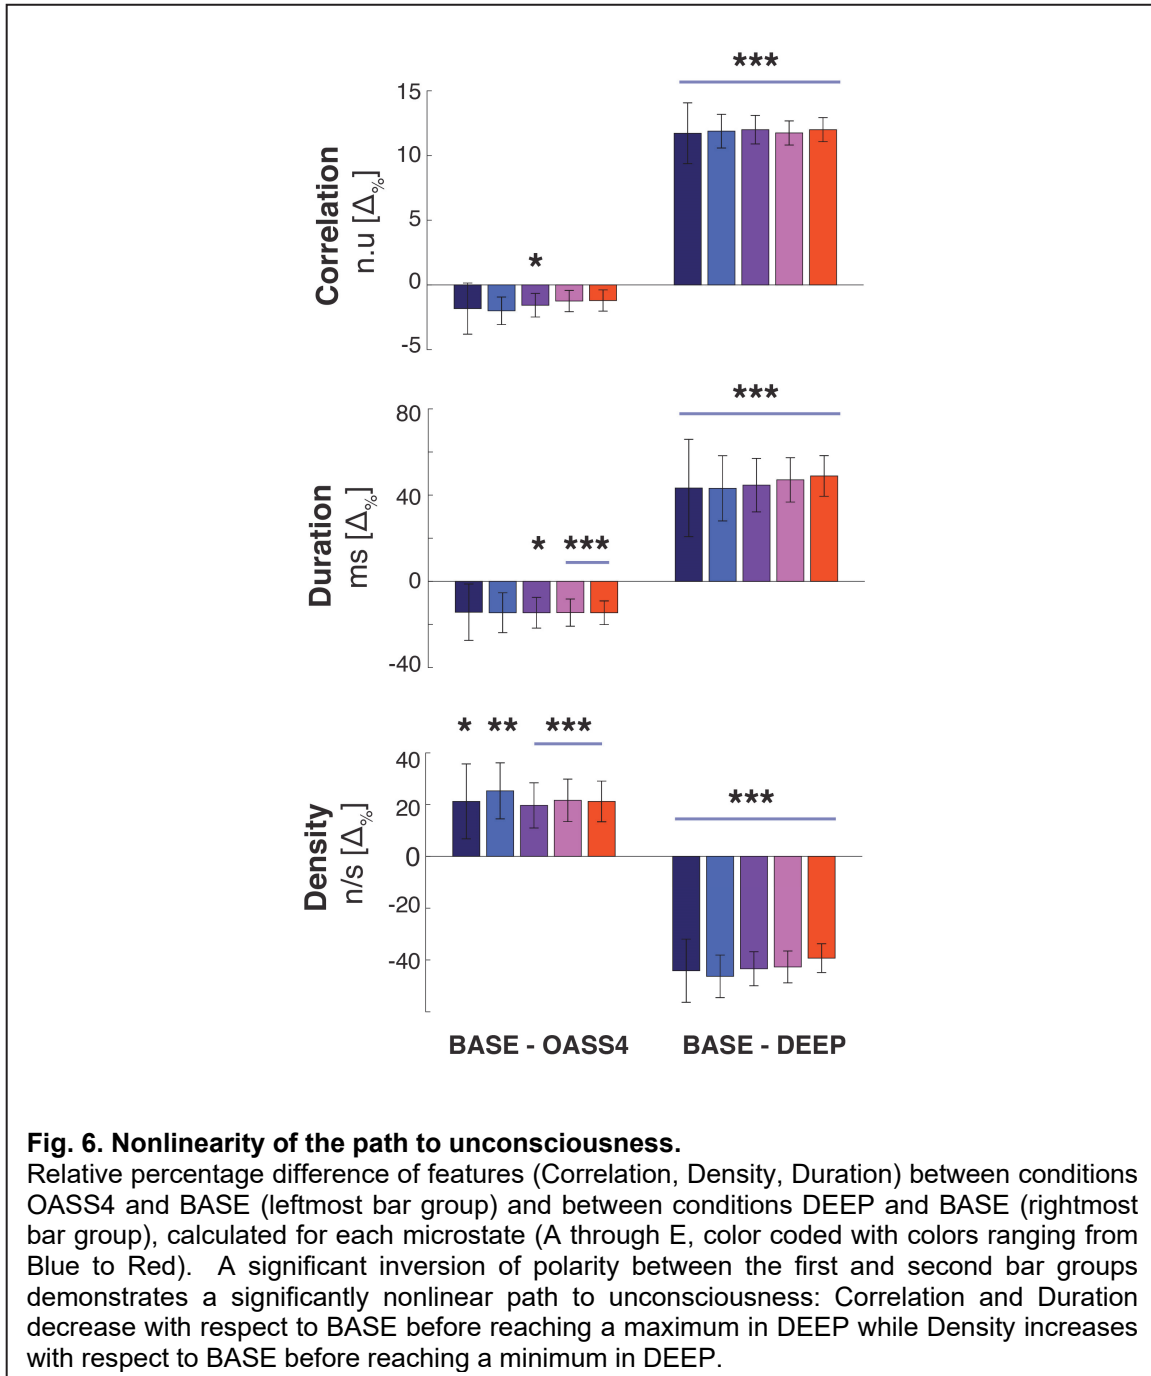 ***
15
10
5
0
-5
Correlation
n.u [Δ%]
*
***
80
40
0
-40
Duration
ms [Δ%]
* ***
* ** ***
40
20
0
-20
-40
Density
n/s [Δ%]
***
BASE - OASS4 BASE - DEEP
Fig. 6. Nonlinearity of the path to unconsciousness.
Relative percentage difference of features (Correlation, Density, Duration) between conditions
OASS4 and BASE (leftmost bar group) and between conditions DEEP and BASE (rightmost
bar group), calculated for each microstate (A through E, color coded with colors ranging from
Blue to Red). A significant inversion of polarity between the first and second bar groups
demonstrates a significantly nonlinear path to unconsciousness: Correlation and Duration
decrease with respect to BASE before reaching a maximum in DEEP while Density increases
with respect to BASE before reaching a minimum in DEEP.